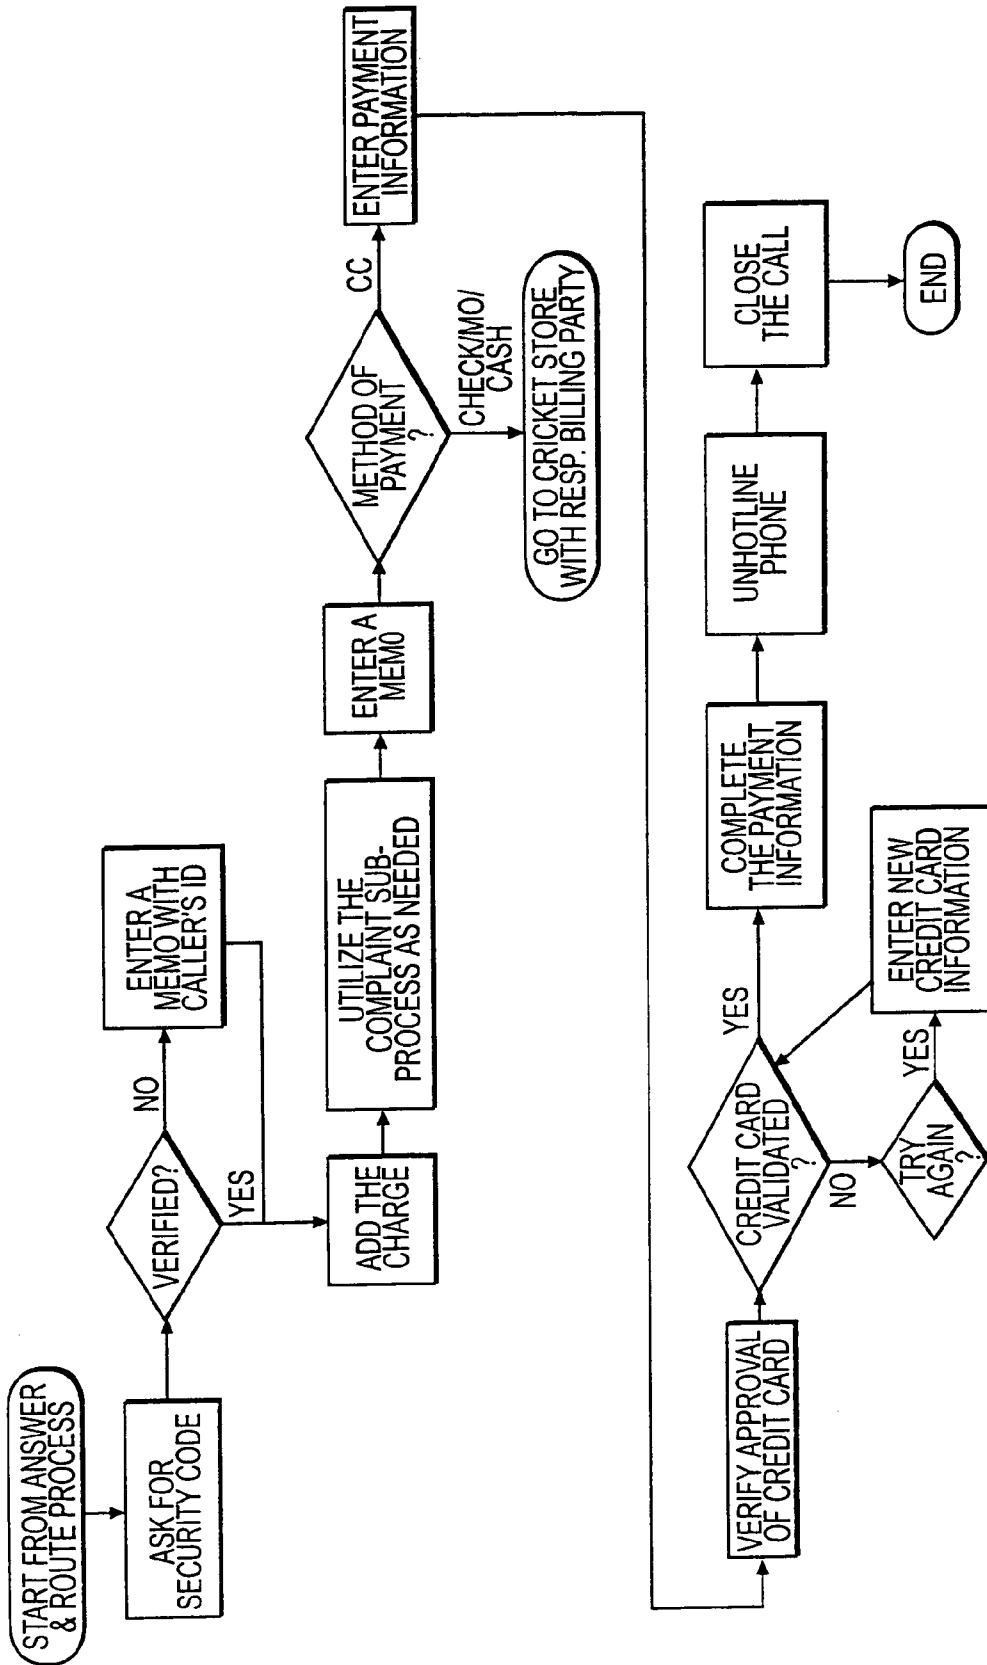 START FROM ANSWER
& ROUTE PROCESS
ASK FOR
SECURITY CODE
VERIFIED?
NO
YES
ENTER A
MEMO WITH
CALLER'S ID
ADD THE
CHARGE
UTILIZE THE
COMPLAINT SUB-
PROCESS AS NEEDED
ENTER A
MEMO
METHOD OF
PAYMENT
?
CC
CHECK/MO/
CASH
GO TO CRICKET STORE
WITH RESP. BILLING PARTY
ENTER PAYMENT
INFORMATION
VERIFY APPROVAL
OF CREDIT CARD
CREDIT CARD
VALIDATED
?
YES
NO
TRY
AGAIN
?
YES
ENTER NEW
CREDIT CARD
INFORMATION
COMPLETE
THE PAYMENT
INFORMATION
UNHOTLINE
PHONE
CLOSE
THE CALL
END